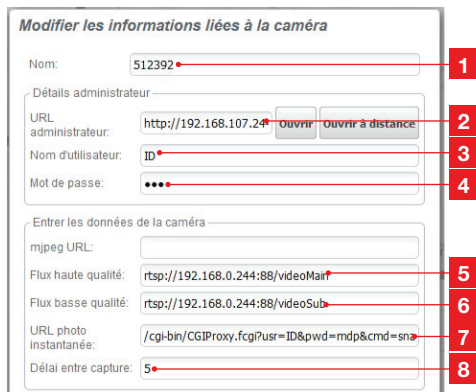 Modifier les informations liées à la caméra
Nom: 512392 1
Détails administrateur
URL administrateur: http://192.168.107.24 Ouvrir Ouvrir à distance 2
Nom d'utilisateur: ID 3
Mot de passe: ••• 4
Entrer les données de la caméra
mjpeg URL:
Flux haute qualité: rtsp://192.168.0.244:88/videoMain 5
Flux basse qualité: rtsp://192.168.0.244:88/videoSub 6
URL photo instantanée: /cgi-bin/CGIProxy.fcgi?usr=ID&pwd=mdp&cmd=sna 7
Délai entre capture: 5 8